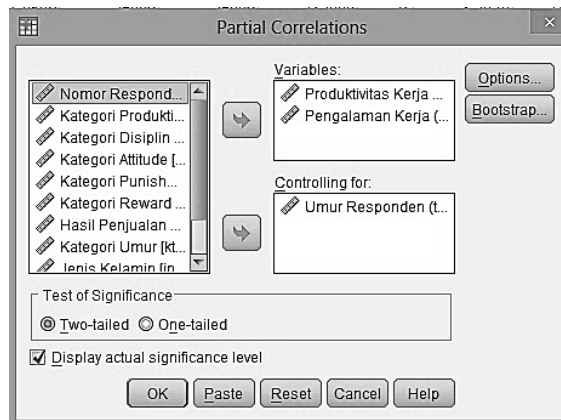 Partial Correlations
Nomor Respond...
Kategori Produkti...
Kategori Disiplin ...
Kategori Attitude [...
Kategori Punish...
Kategori Reward ...
Hasil Penjualan ...
Kategori Umur [kt...
Jenis Kelamin [in...
Variables:
Produktivitas Kerja ...
Pengalaman Kerja (...
Controlling for:
Umur Responden (t...
Options...
Bootstrap...
Test of Significance
Two-tailed One-tailed
Display actual significance level
OK Paste Reset Cancel Help